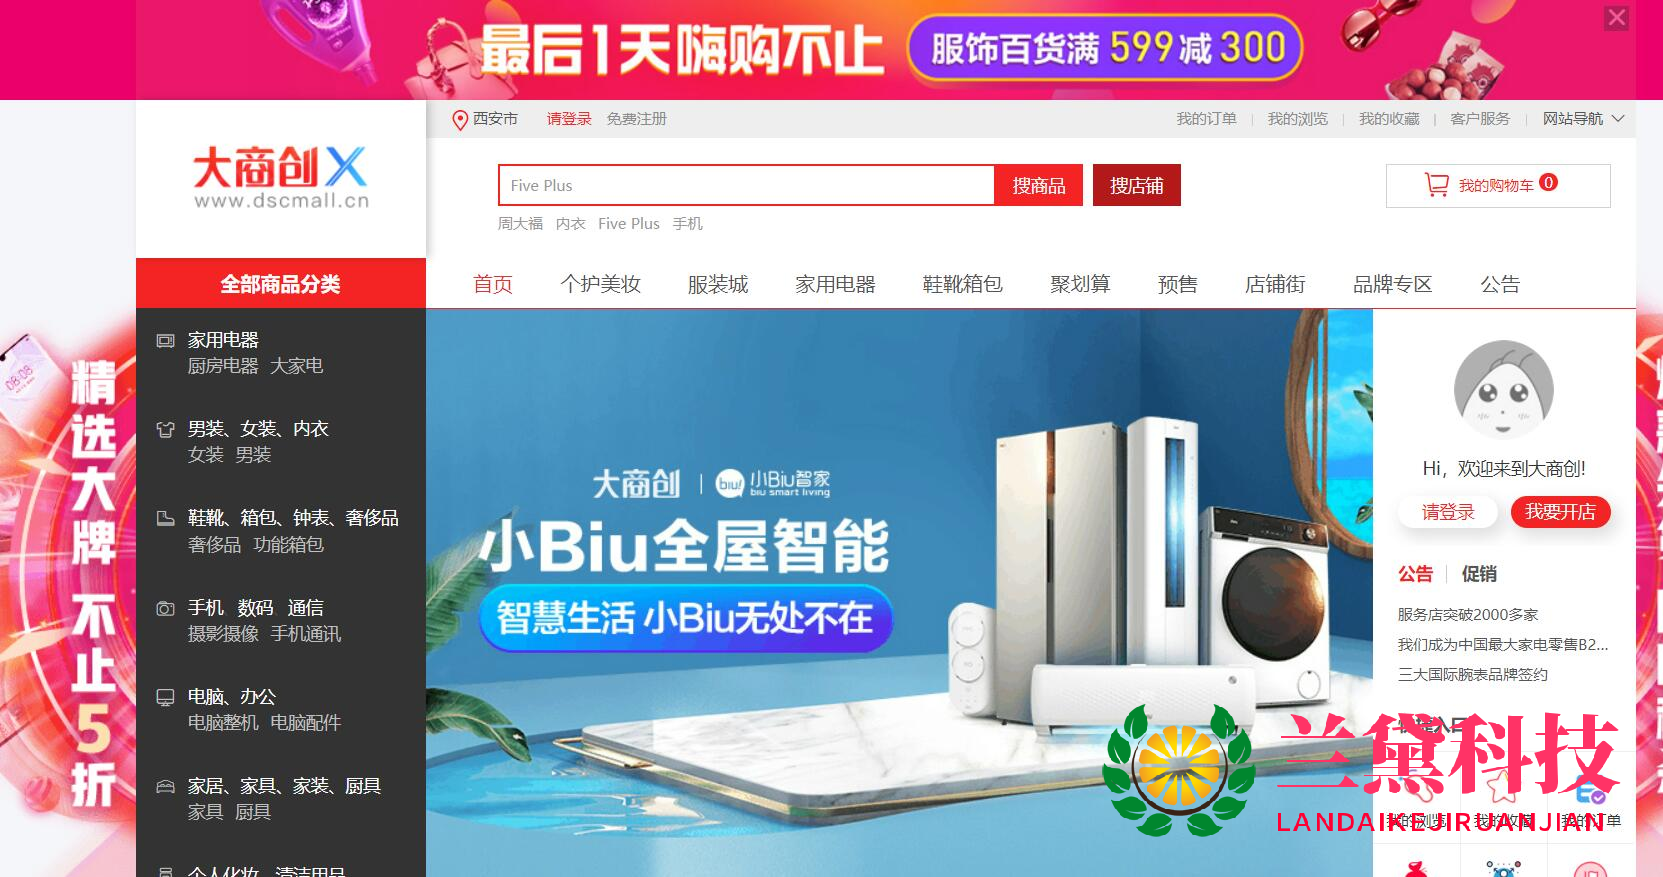 最后1天嗨购不止 服饰百货满599减300
西安市 请登录 免费注册 我的订单 我的浏览 我的收藏 客户服务 网站导航
大商创X
www.dscmall.cn
Five Plus 搜商品 搜店铺 我的购物车 0
周大福 内衣 Five Plus 手机
全部商品分类 首页 个护美妆 服装城 家用电器 鞋靴箱包 聚划算 预售 店铺街 品牌专区 公告
精选大牌 不止5折
08:08
家用电器
厨房电器 大家电
男装、女装、内衣
女装 男装
鞋靴、箱包、钟表、奢侈品
奢侈品 功能箱包
手机、数码、通信
摄影摄像 手机通讯
电脑、办公
电脑整机 电脑配件
家居、家具、家装、厨具
家具 厨具
个人化妆、清洁用品
大商创 biu! 小Biu智家
biu smart living
小Biu全屋智能
智慧生活 小Biu无处不在
Hi，欢迎来到大商创!
请登录 我要开店
公告 促销
服务店突破2000多家
我们成为中国最大家电零售B2...
三大国际腕表品牌签约
兰黛科技
LANDAIKEJIRUANJIAN
我的浏览 我的收藏 我的订单